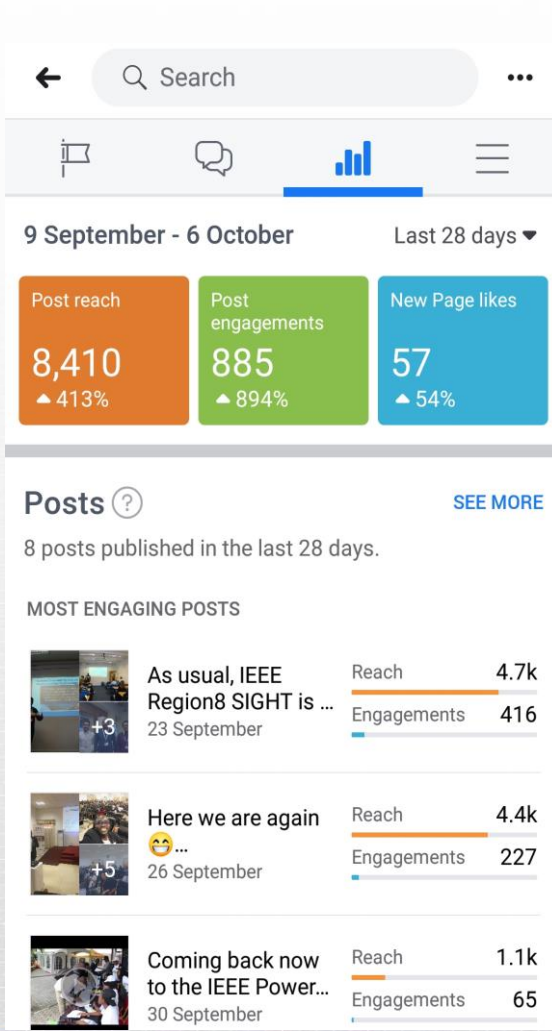 Search
9 September - 6 October
Last 28 days
Post reach
8,410
413%
Post
engagements
885
894%
New Page likes
57
54%
Posts ?
SEE MORE
8 posts published in the last 28 days.
MOST ENGAGING POSTS
+3
As usual, IEEE
Region8 SIGHT is ...
23 September
Reach 4.7k
Engagements 416
+5
Here we are again
😁...
26 September
Reach 4.4k
Engagements 227
Coming back now
to the IEEE Power...
30 September
Reach 1.1k
Engagements 65